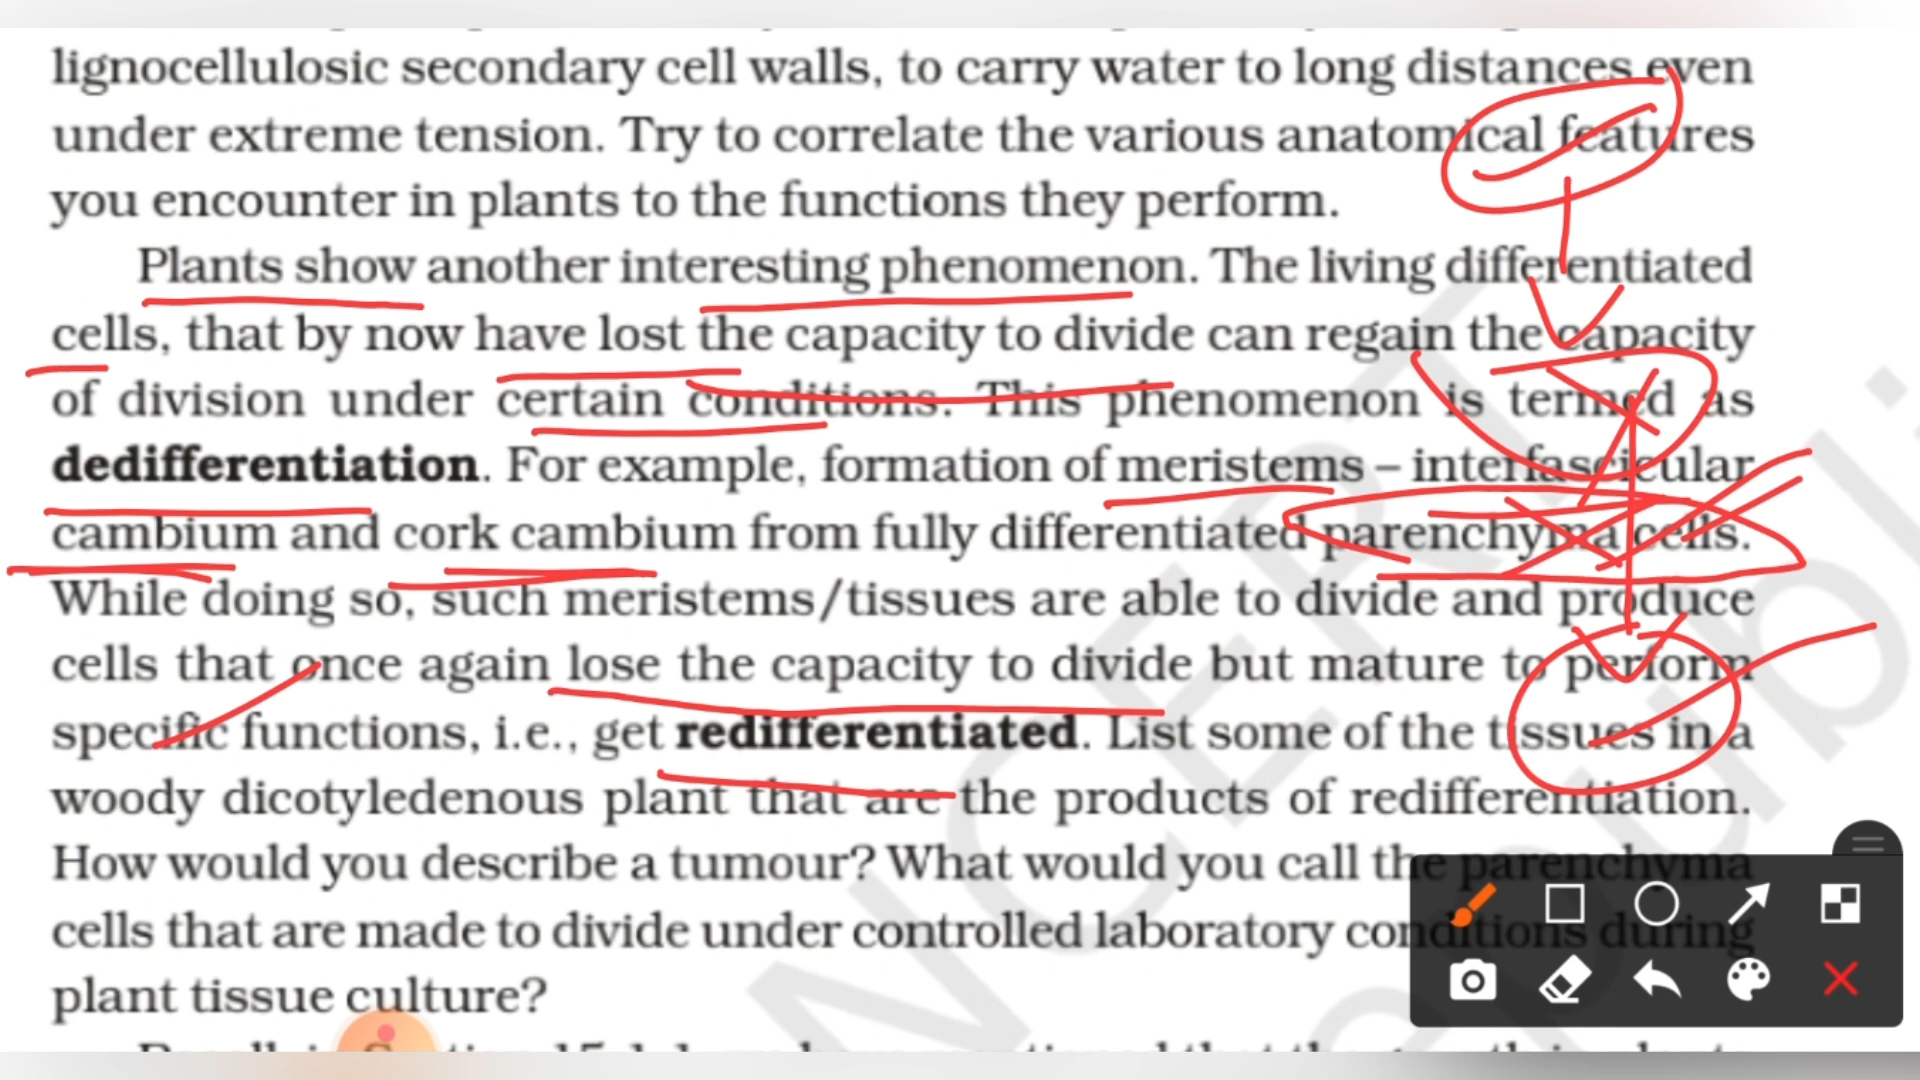 lignocellulosic secondary cell walls, to carry water to long distances even
under extreme tension. Try to correlate the various anatomical features
you encounter in plants to the functions they perform.
Plants show another interesting phenomenon. The living differentiated
cells, that by now have lost the capacity to divide can regain the capacity
of division under certain conditions. This phenomenon is termed as
dedifferentiation. For example, formation of meristems – interfascicular
cambium and cork cambium from fully differentiated parenchyma cells.
While doing so, such meristems/tissues are able to divide and produce
cells that once again lose the capacity to divide but mature to perform
specific functions, i.e., get redifferentiated. List some of the tissues in a
woody dicotyledenous plant that are the products of redifferentiation.
How would you describe a tumour? What would you call the parenchyma
cells that are made to divide under controlled laboratory conditions during
plant tissue culture?
NCERT